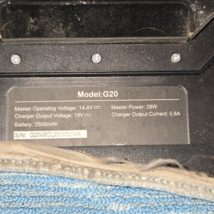 Model:G20
Master Operating Voltage: 14.4V⎓ Master Power: 28W
Charger Output Voltage: 19V⎓ Charger Output Current: 0.6A
Battery: 2600mAh
S/N: